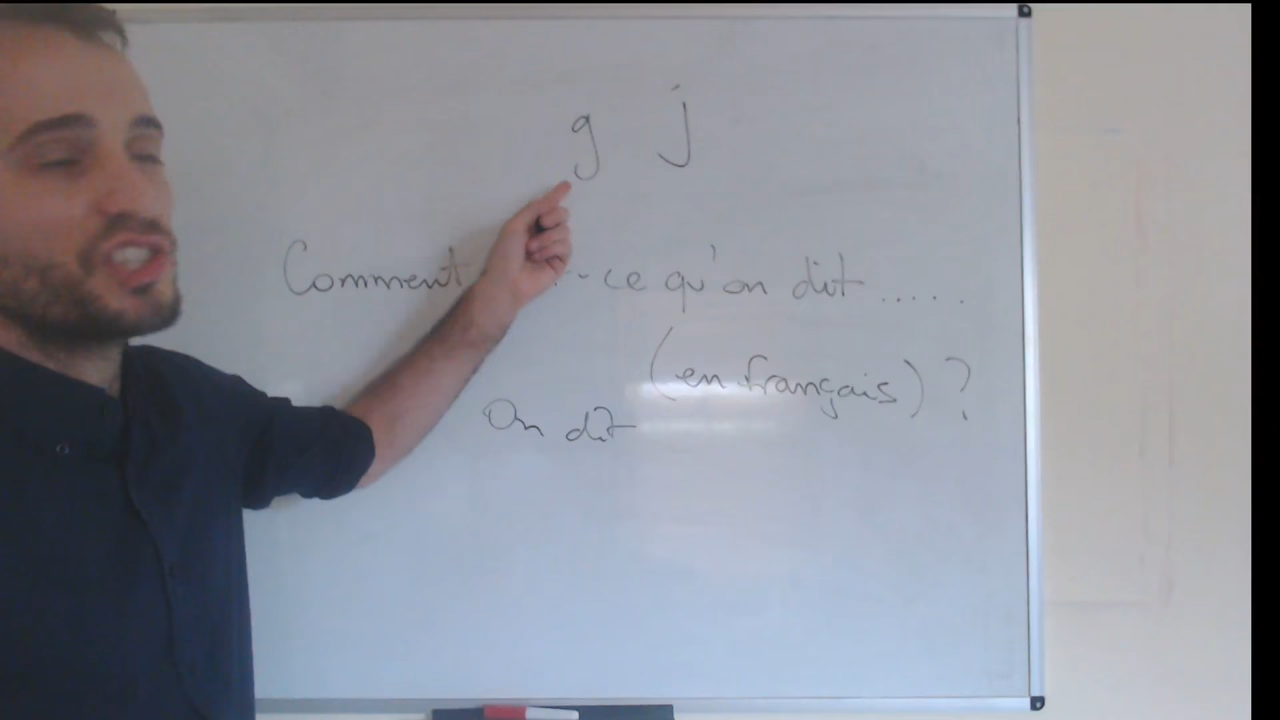 g j
Comment -ce qu'on dit .....
(en français) ?
On dit